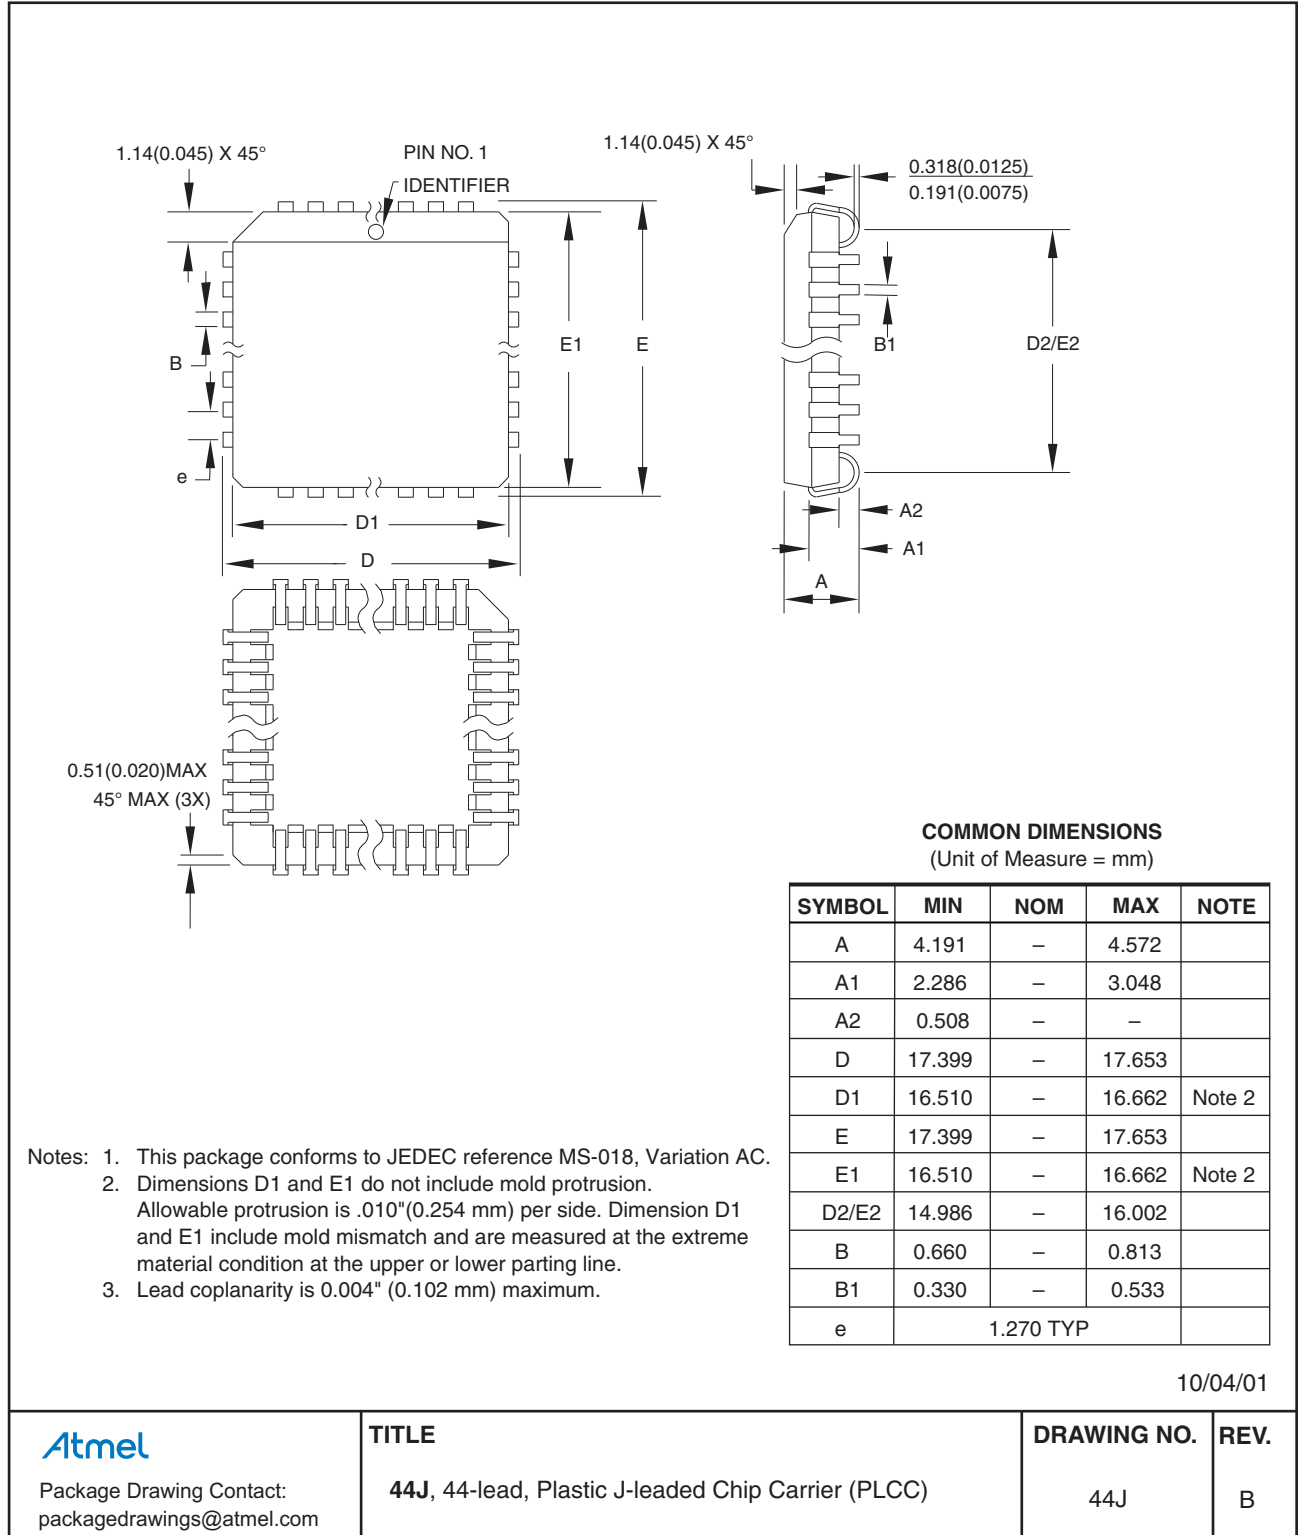 1.14(0.045) X 45°
PIN NO. 1
IDENTIFIER
1.14(0.045) X 45°
0.318(0.0125)
0.191(0.0075)
B
e
E1
E
B1
D2/E2
D1
D
A2
A1
A
0.51(0.020)MAX
45° MAX (3X)
COMMON DIMENSIONS
(Unit of Measure = mm)
SYMBOL MIN NOM MAX NOTE
A 4.191 – 4.572
A1 2.286 – 3.048
A2 0.508 – –
D 17.399 – 17.653
D1 16.510 – 16.662 Note 2
E 17.399 – 17.653
E1 16.510 – 16.662 Note 2
D2/E2 14.986 – 16.002
B 0.660 – 0.813
B1 0.330 – 0.533
e 1.270 TYP
Notes: 1. This package conforms to JEDEC reference MS-018, Variation AC.
2. Dimensions D1 and E1 do not include mold protrusion.
Allowable protrusion is .010"(0.254 mm) per side. Dimension D1
and E1 include mold mismatch and are measured at the extreme
material condition at the upper or lower parting line.
3. Lead coplanarity is 0.004" (0.102 mm) maximum.
10/04/01
Atmel
Package Drawing Contact:
packagedrawings@atmel.com
TITLE
44J, 44-lead, Plastic J-leaded Chip Carrier (PLCC)
DRAWING NO.
44J
REV.
B